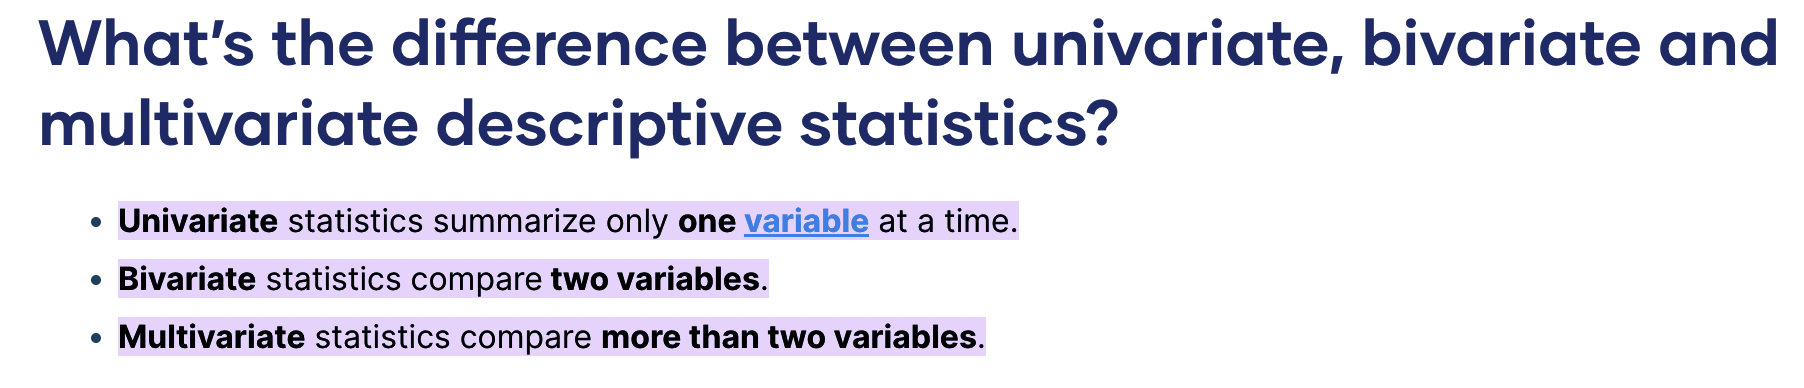 What’s the difference between univariate, bivariate and
multivariate descriptive statistics?
• Univariate statistics summarize only one variable at a time.
• Bivariate statistics compare two variables.
• Multivariate statistics compare more than two variables.